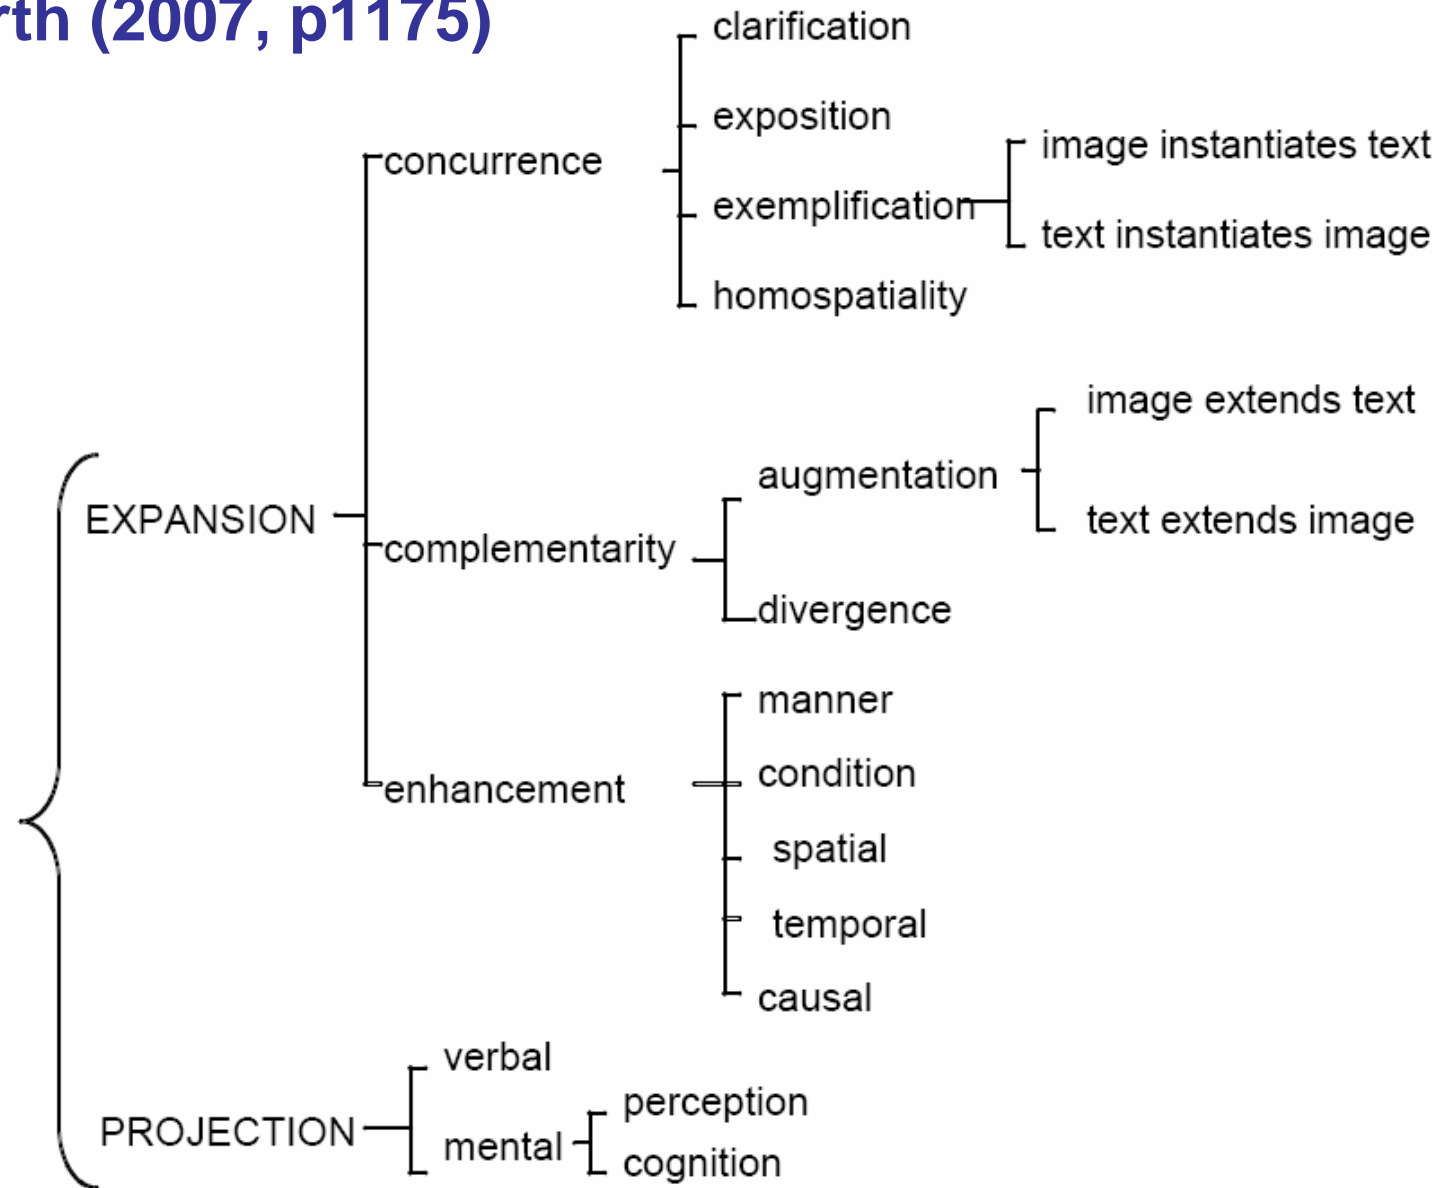 rth (2007, p1175)
clarification
exposition
concurrence
image instantiates text
exemplification
text instantiates image
homospatiality
image extends text
augmentation
EXPANSION
text extends image
complementarity
divergence
manner
condition
enhancement
spatial
temporal
causal
verbal
perception
PROJECTION
mental
cognition